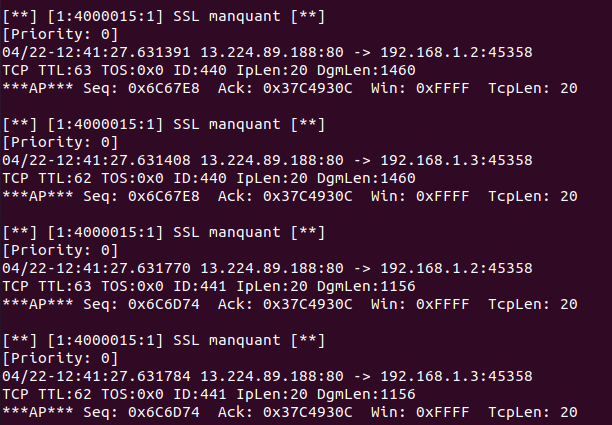 [**] [1:4000015:1] SSL manquant [**]
[Priority: 0]
04/22-12:41:27.631391 13.224.89.188:80 -> 192.168.1.2:45358
TCP TTL:63 TOS:0x0 ID:440 IpLen:20 DgmLen:1460
***AP*** Seq: 0x6C67E8  Ack: 0x37C4930C  Win: 0xFFFF  TcpLen: 20

[**] [1:4000015:1] SSL manquant [**]
[Priority: 0]
04/22-12:41:27.631408 13.224.89.188:80 -> 192.168.1.3:45358
TCP TTL:62 TOS:0x0 ID:440 IpLen:20 DgmLen:1460
***AP*** Seq: 0x6C67E8  Ack: 0x37C4930C  Win: 0xFFFF  TcpLen: 20

[**] [1:4000015:1] SSL manquant [**]
[Priority: 0]
04/22-12:41:27.631770 13.224.89.188:80 -> 192.168.1.2:45358
TCP TTL:63 TOS:0x0 ID:441 IpLen:20 DgmLen:1156
***AP*** Seq: 0x6C6D74  Ack: 0x37C4930C  Win: 0xFFFF  TcpLen: 20

[**] [1:4000015:1] SSL manquant [**]
[Priority: 0]
04/22-12:41:27.631784 13.224.89.188:80 -> 192.168.1.3:45358
TCP TTL:62 TOS:0x0 ID:441 IpLen:20 DgmLen:1156
***AP*** Seq: 0x6C6D74  Ack: 0x37C4930C  Win: 0xFFFF  TcpLen: 20